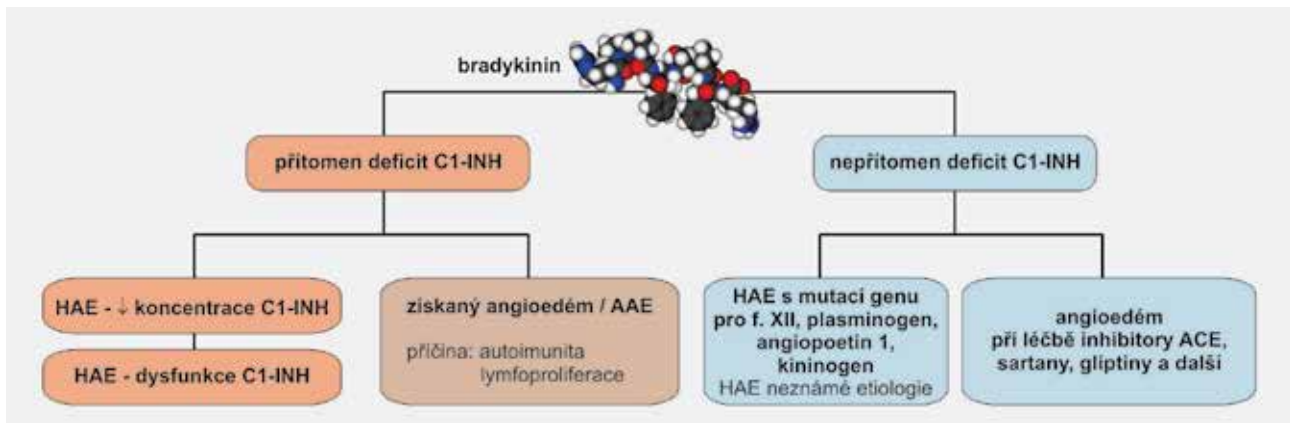 bradykinin
přítomen deficit C1-INH
nepřítomen deficit C1-INH
HAE - ↓ koncentrace C1-INH
HAE - dysfunkce C1-INH
získaný angioedém / AAE
příčina: autoimunita
lymfoproliferace
HAE s mutací genu
pro f. XII, plasminogen,
angiopoetin 1,
kininogen
HAE neznámé etiologie
angioedém
při léčbě inhibitory ACE,
sartany, gliptiny a další